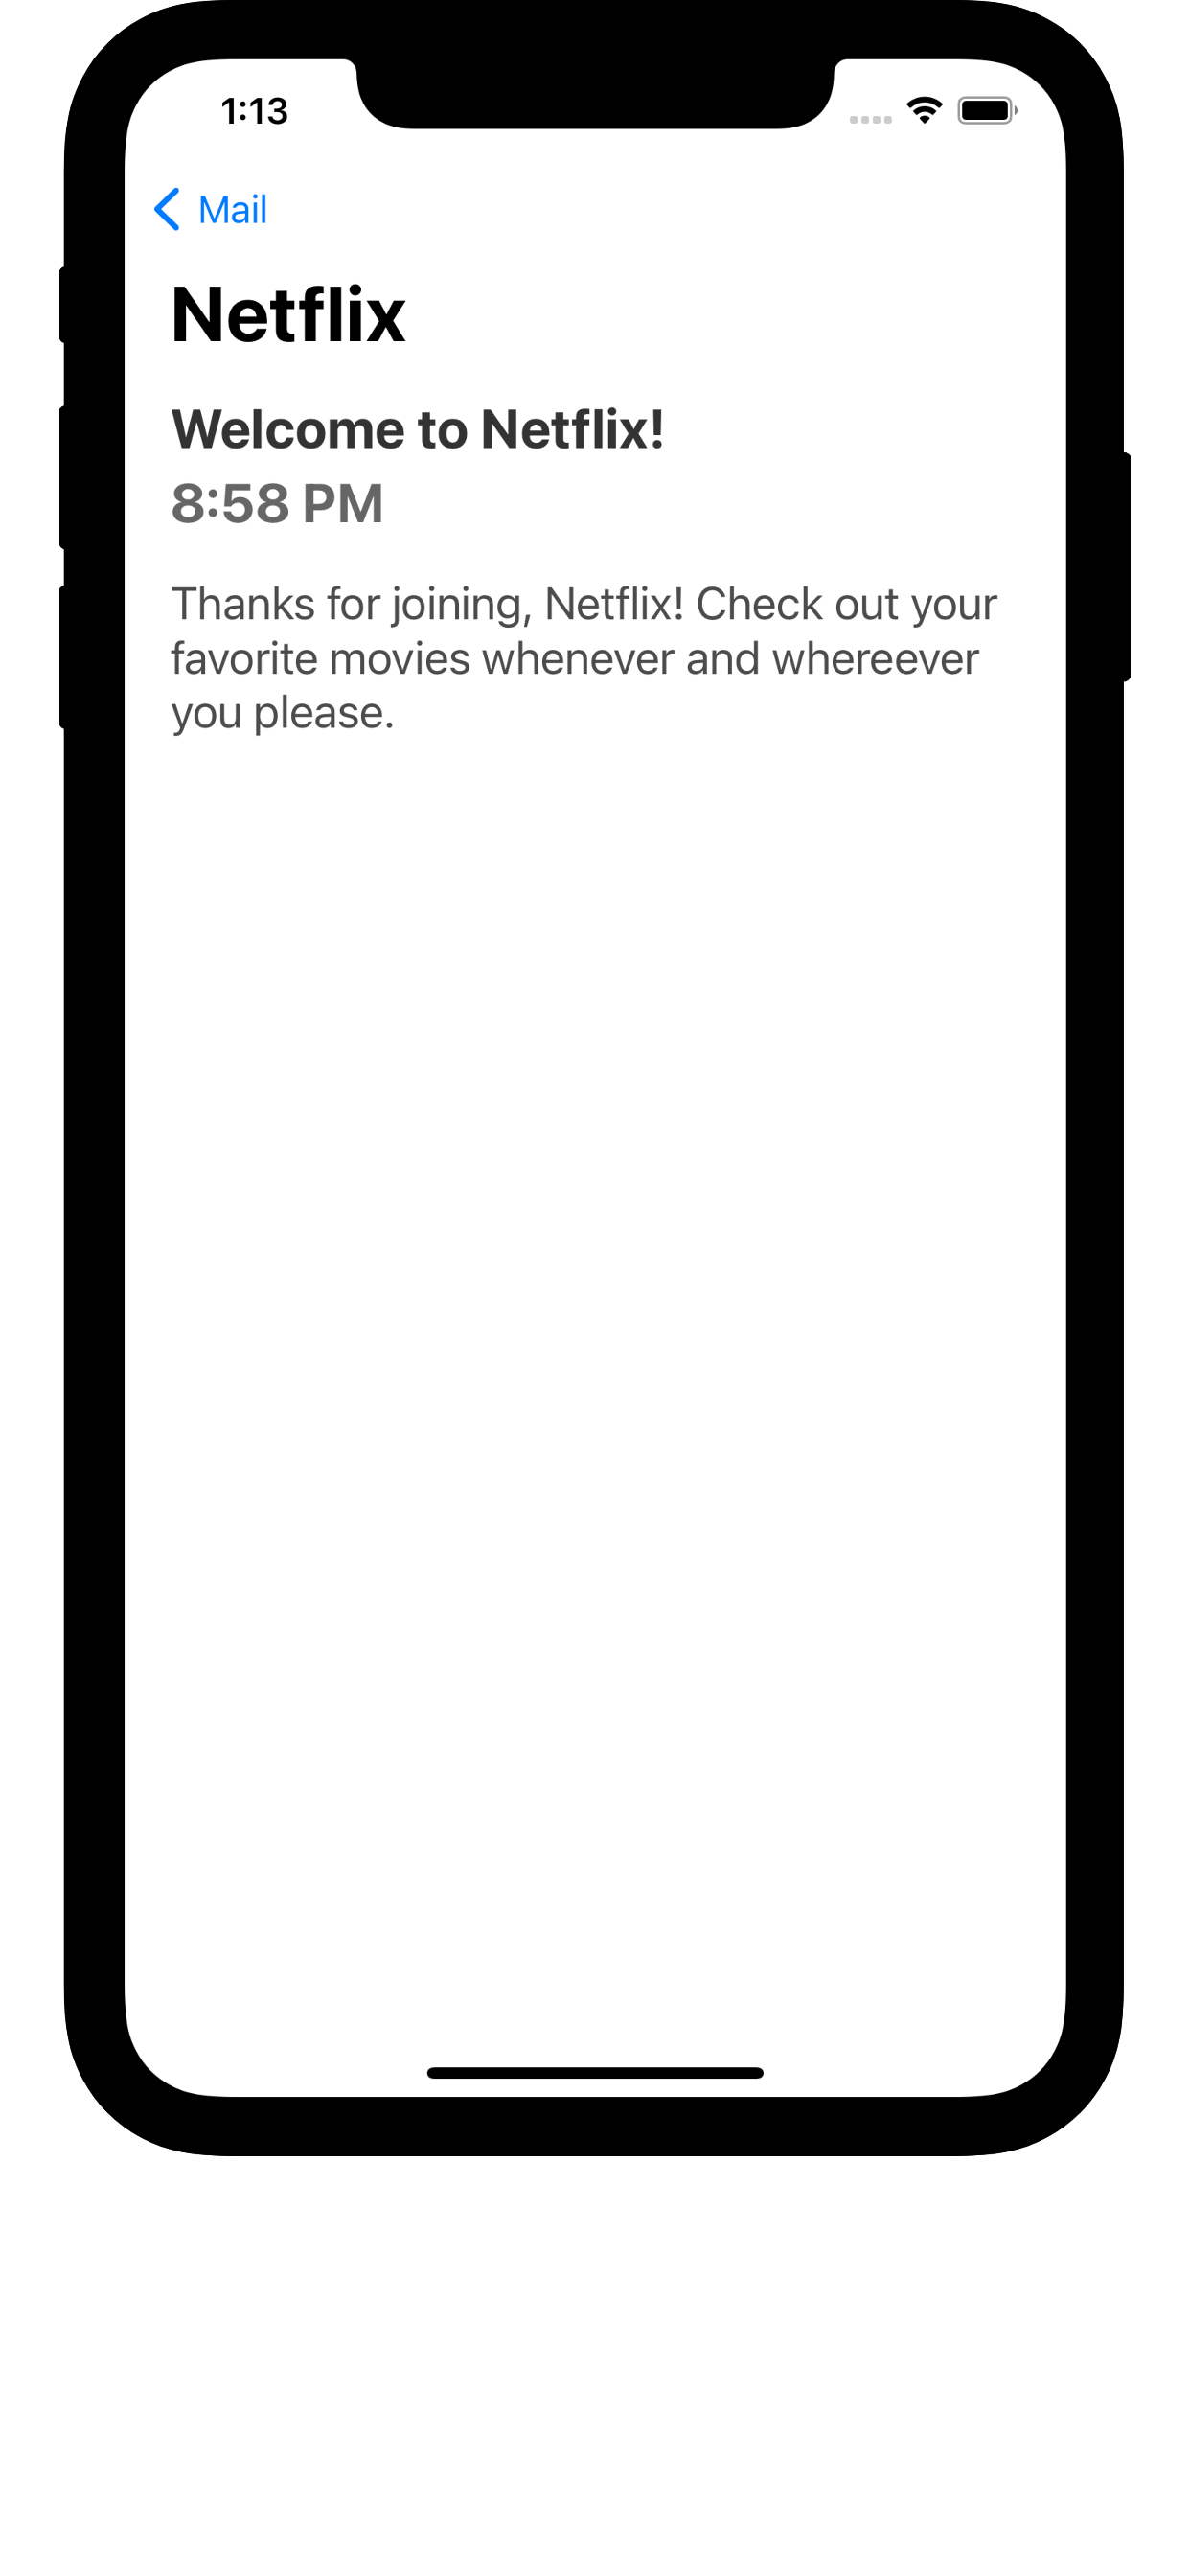 1:13
Mail
Netflix
Welcome to Netflix!
8:58 PM
Thanks for joining, Netflix! Check out your
favorite movies whenever and whereever
you please.